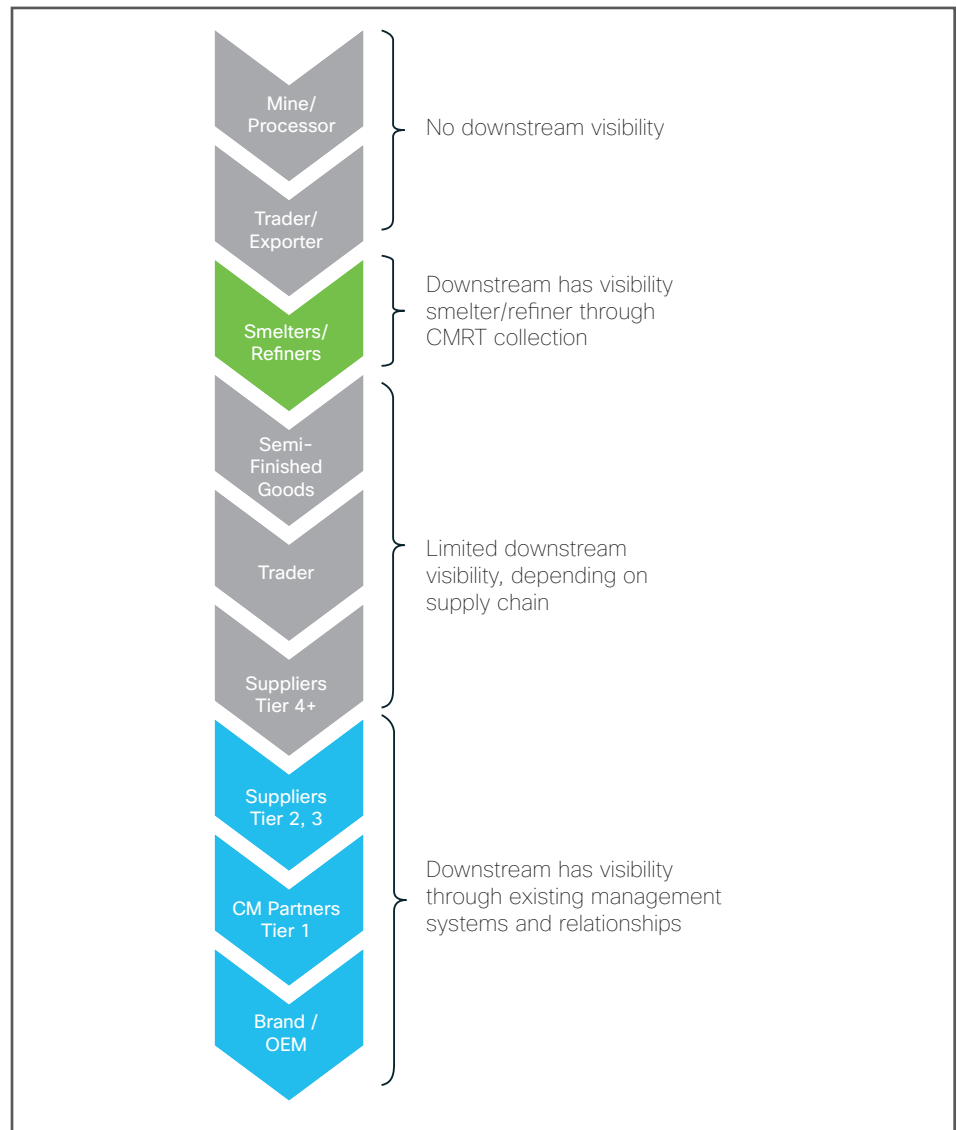 Mine/
Processor
No downstream visibility
Trader/
Exporter
Downstream has visibility
smelter/refiner through
CMRT collection
Smelters/
Refiners
Semi-
Finished
Goods
Limited downstream
visibility, depending on
supply chain
Trader
Suppliers
Tier 4+
Suppliers
Tier 2, 3
Downstream has visibility
through existing management
systems and relationships
CM Partners
Tier 1
Brand /
OEM